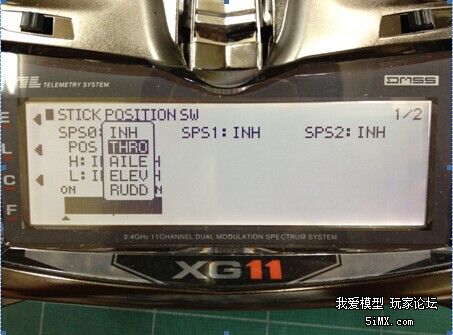 TELEMETRY SYSTEM
DMSS
■STICK POSITION SW 1/2
SPS0: INH SPS1: INH SPS2: INH
POS THRO
H: I AILE H
L: I ELEV H
ON RUDD N
E
L
C
F
2.4GHz 11CHANNEL DUAL MODULATION SPECTRUM SYSTEM
XG11
我爱模型 玩家论坛
5iMX.com